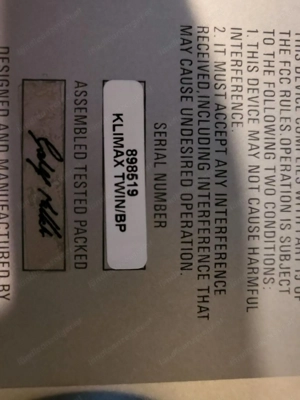 THE FCC RULES OPERATION IS SUBJECT
TO THE FOLLOWING TWO CONDITIONS:
1. THIS DEVICE MAY NOT CAUSE HARMFUL
INTERFERENCE.
2. IT MUST ACCEPT ANY INTERFERENCE
RECEIVED, INCLUDING INTERFERENCE THAT
MAY CAUSE UNDESIRED OPERATION.
SERIAL NUMBER
898519
KLIMAX TWIN/BP
ASSEMBLED TESTED PACKED
DESIGNED AND MANUFACTURED BY